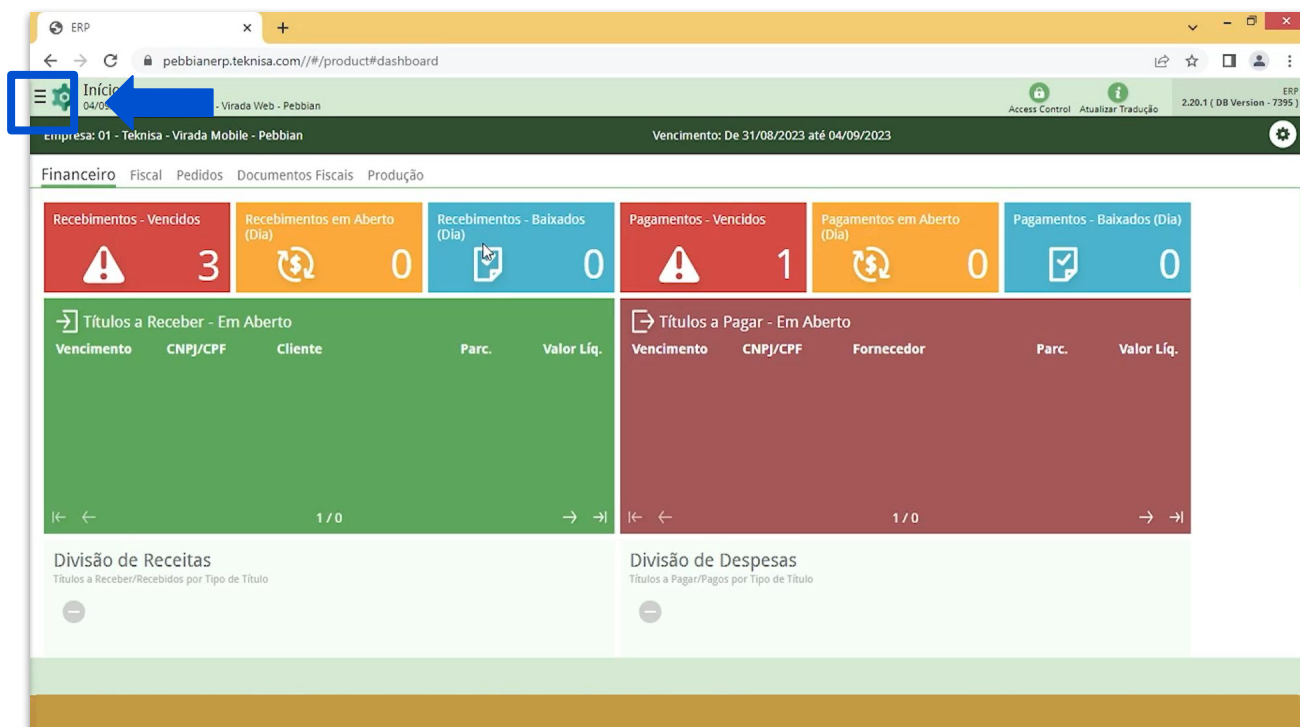 ERP
pebbianerp.teknisa.com//#/product#dashboard
Início
04/09 - Virada Web - Pebbian
Access Control
Atualizar Tradução
ERP
2.20.1 ( DB Version - 7395 )
Empresa: 01 - Teknisa - Virada Mobile - Pebbian
Vencimento: De 31/08/2023 até 04/09/2023
Financeiro Fiscal Pedidos Documentos Fiscais Produção
Recebimentos - Vencidos
3
Recebimentos em Aberto
(Dia)
0
Recebimentos - Baixados
(Dia)
0
Pagamentos - Vencidos
1
Pagamentos em Aberto
(Dia)
0
Pagamentos - Baixados (Dia)
0
Títulos a Receber - Em Aberto
Vencimento CNPJ/CPF Cliente Parc. Valor Líq.
1 / 0
Títulos a Pagar - Em Aberto
Vencimento CNPJ/CPF Fornecedor Parc. Valor Líq.
1 / 0
Divisão de Receitas
Títulos a Receber/Recebidos por Tipo de Título
Divisão de Despesas
Títulos a Pagar/Pagos por Tipo de Título